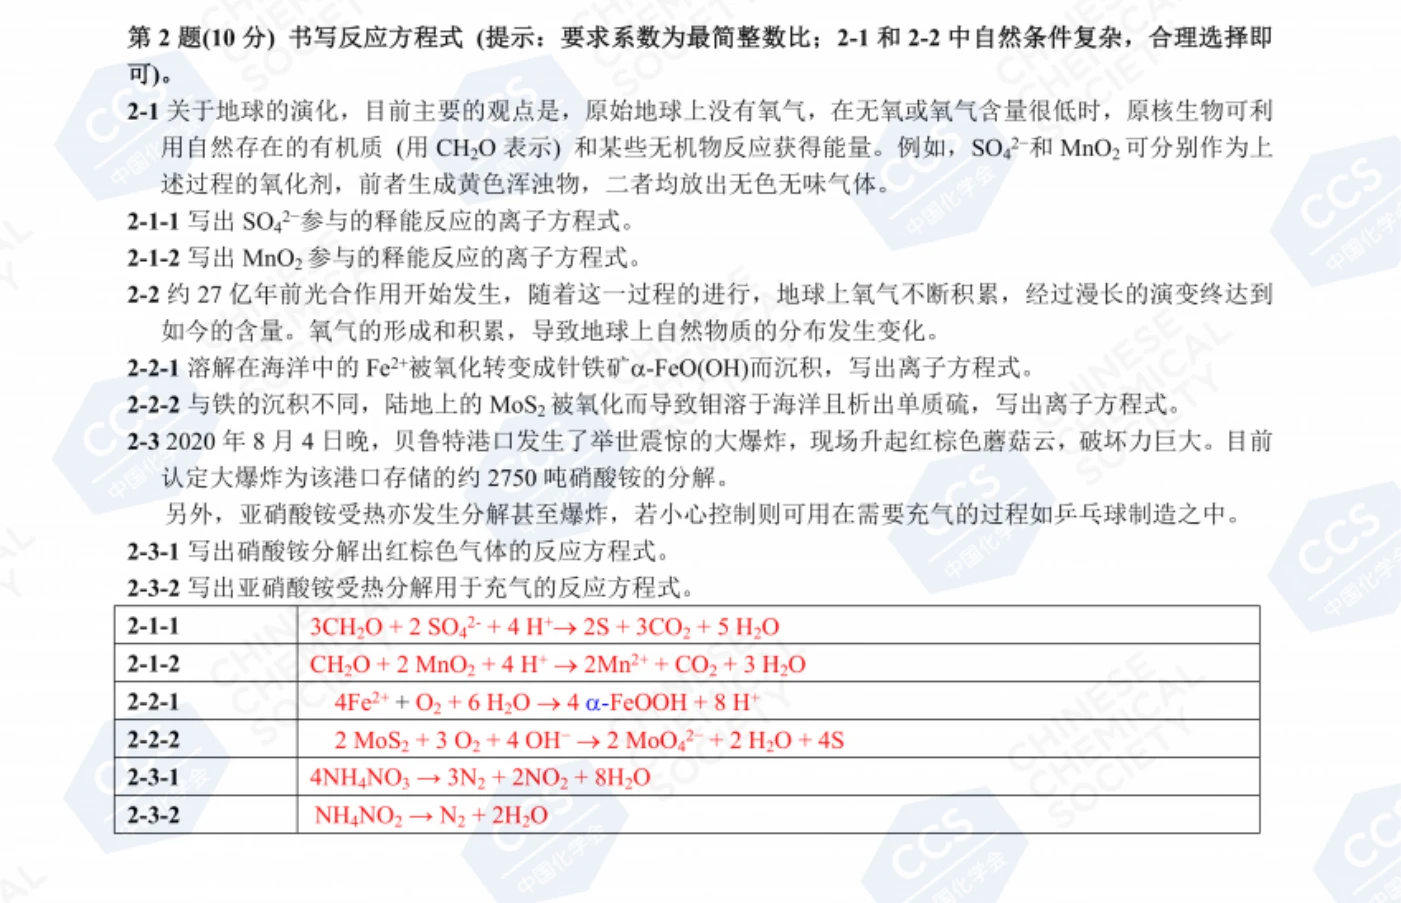 第 2 题(10 分) 书写反应方程式 (提示：要求系数为最简整数比；2-1 和 2-2 中自然条件复杂，合理选择即
可)。
2-1 关于地球的演化，目前主要的观点是，原始地球上没有氧气，在无氧或氧气含量很低时，原核生物可利
用自然存在的有机质 (用 CH₂O 表示) 和某些无机物反应获得能量。例如，SO₄²⁻和 MnO₂ 可分别作为上
述过程的氧化剂，前者生成黄色浑浊物，二者均放出无色无味气体。
2-1-1 写出 SO₄²⁻参与的释能反应的离子方程式。
2-1-2 写出 MnO₂ 参与的释能反应的离子方程式。
2-2 约 27 亿年前光合作用开始发生，随着这一过程的进行，地球上氧气不断积累，经过漫长的演变终达到
如今的含量。氧气的形成和积累，导致地球上自然物质的分布发生变化。
2-2-1 溶解在海洋中的 Fe²⁺被氧化转变成针铁矿α-FeO(OH)而沉积，写出离子方程式。
2-2-2 与铁的沉积不同，陆地上的 MoS₂ 被氧化而导致钼溶于海洋且析出单质硫，写出离子方程式。
2-3 2020 年 8 月 4 日晚，贝鲁特港口发生了举世震惊的大爆炸，现场升起红棕色蘑菇云，破坏力巨大。目前
认定大爆炸为该港口存储的约 2750 吨硝酸铵的分解。
另外，亚硝酸铵受热亦发生分解甚至爆炸，若小心控制则可用在需要充气的过程如乒乓球制造之中。
2-3-1 写出硝酸铵分解出红棕色气体的反应方程式。
2-3-2 写出亚硝酸铵受热分解用于充气的反应方程式。
2-1-1 3CH₂O + 2 SO₄²⁻ + 4 H⁺→ 2S + 3CO₂ + 5 H₂O
2-1-2 CH₂O + 2 MnO₂ + 4 H⁺ → 2Mn²⁺ + CO₂ + 3 H₂O
2-2-1 4Fe²⁺ + O₂ + 6 H₂O → 4 α-FeOOH + 8 H⁺
2-2-2 2 MoS₂ + 3 O₂ + 4 OH⁻ → 2 MoO₄²⁻ + 2 H₂O + 4S
2-3-1 4NH₄NO₃ → 3N₂ + 2NO₂ + 8H₂O
2-3-2 NH₄NO₂ → N₂ + 2H₂O
CCS
中国化学会
CHINESE
CHEMICAL
SOCIETY